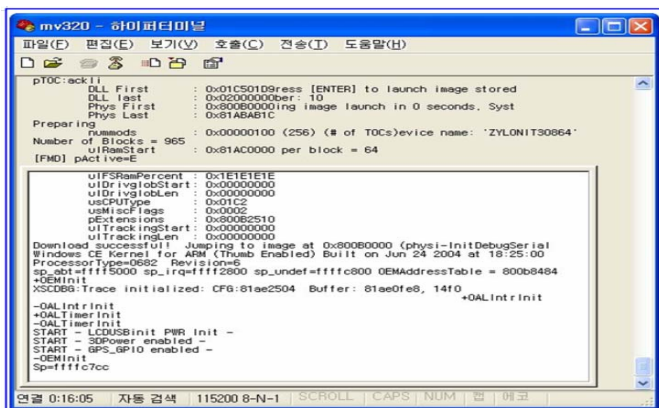 mv320 - 하이퍼터미널
파일(F) 편집(E) 보기(V) 호출(C) 전송(T) 도움말(H)
pTOC:ackli
DLL First : 0x01C501D9ress [ENTER] to launch image stored
DLL last : 0x02000000ber: 10
Phys First : 0x800B0000ing image launch in 0 seconds, Syst
Phys Last : 0x81ABAB1C
Preparing
nummods : 0x00000100 (256) (# of TOCs)evice name: 'ZYLONIT30864'
Number of Blocks = 965
ulRamStart : 0x81AC0000 per block = 64
[FMD] pActive=E
ulFSRamPercent : 0x1E1E1E1E
ulDrivglobStart: 0x00000000
ulDrivglobLen : 0x00000000
usCPUType : 0x01C2
usMiscFlags : 0x0002
pExtensions : 0x800B2510
ulTrackingStart : 0x00000000
ulTrackingLen : 0x00000000
Download successful! Jumping to image at 0x800B0000 (physi-InitDebugSerial
Windows CE Kernel for ARM (Thumb Enabled) Built on Jun 24 2004 at 18:25:00
ProcessorType=0682 Revision=6
sp_abt=ffff5000 sp_irq=ffff2800 sp_undef=ffffc800 OEMAddressTable = 800b8484
+OEMInit
XSCDBG:Trace initialized: CFG:81ae2504 Buffer: 81ae0fe8, 14f0
+OALIntrInit
-OALIntrInit
+OALTimerInit
-OALTimerInit
START - LCDUSBinit PWR Init -
START - 3DPower enabled -
START - GPS_GPIO enabled -
-OEMInit
Sp=ffffc7cc
연결 0:16:05 자동 검색 115200 8-N-1 SCROLL CAPS NUM 캡 에코